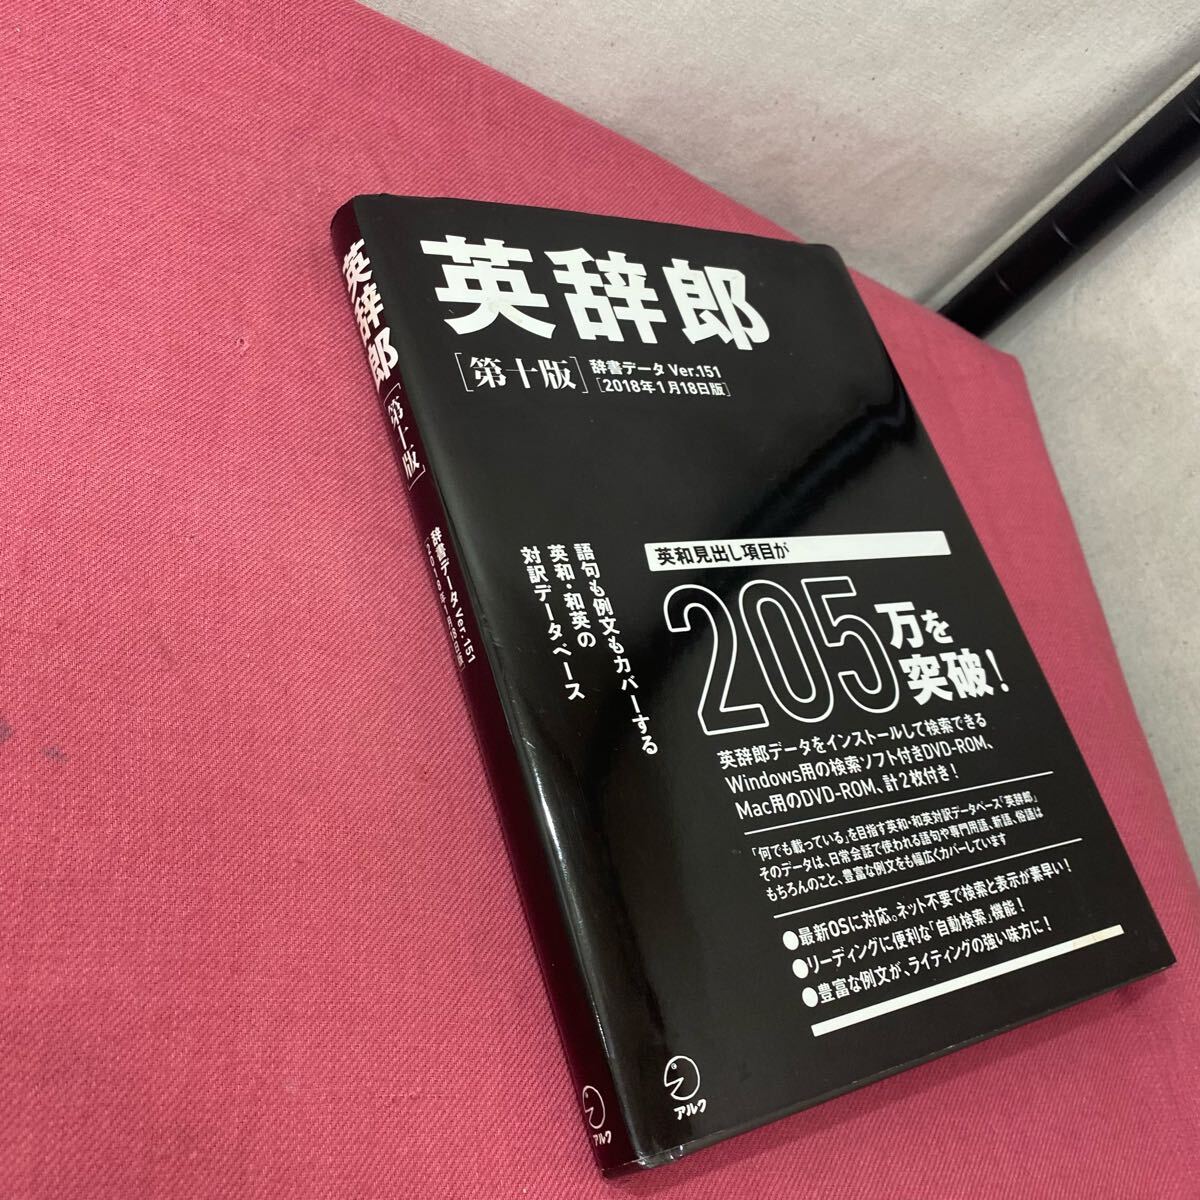 英辞郎
[第十版]
辞書データ Ver.151
[2018年1月18日版]
語句も例文もカバーする
英和・和英の
対訳データベース
英和見出し項目が
205万を
突破!
英辞郎データをインストールして検索できる
Windows用の検索ソフト付きDVD-ROM、
Mac用のDVD-ROM、計2枚付き!
「何でも載っている」を目指す英和・和英対訳データベース「英辞郎」
そのデータは、日常会話で使われる語句や専門用語、新語、俗語は
もちろんのこと、豊富な例文をも幅広くカバーしています
●最新OSに対応。ネット不要で検索と表示が素早い!
●リーディングに便利な「自動検索」機能!
●豊富な例文が、ライティングの強い味方に!
アルク
英辞郎
[第十版]
辞書データ Ver.151
[2018年1月18日版]
アルク